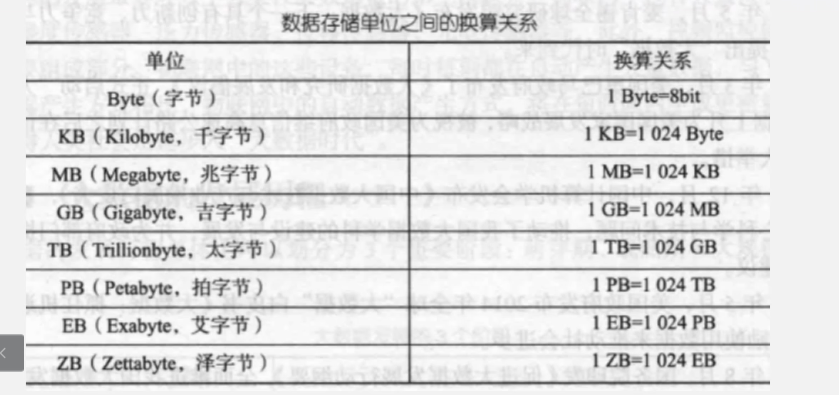 数据存储单位之间的换算关系
单位 换算关系
Byte（字节） 1 Byte=8bit
KB（Kilobyte，千字节） 1 KB=1 024 Byte
MB（Megabyte，兆字节） 1 MB=1 024 KB
GB（Gigabyte，吉字节） 1 GB=1 024 MB
TB（Trillionbyte，太字节） 1 TB=1 024 GB
PB（Petabyte，拍字节） 1 PB=1 024 TB
EB（Exabyte，艾字节） 1 EB=1 024 PB
ZB（Zettabyte，泽字节） 1 ZB=1 024 EB